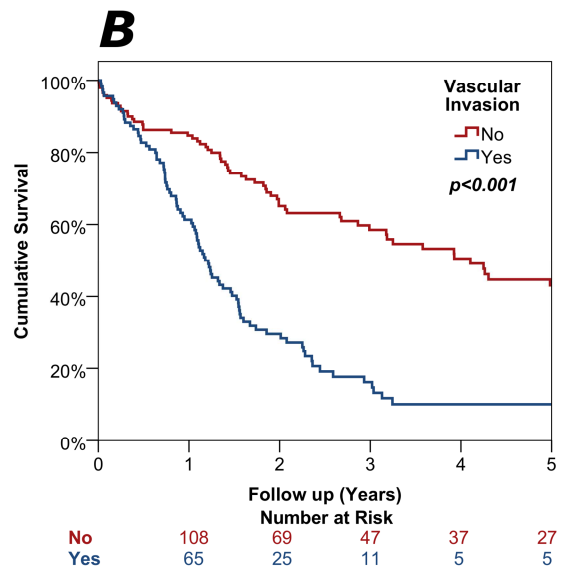 B
100%
80%
60%
40%
20%
0%
Cumulative Survival
Vascular
Invasion
No
Yes
p<0.001
0 1 2 3 4 5
Follow up (Years)
Number at Risk
No 108 69 47 37 27
Yes 65 25 11 5 5